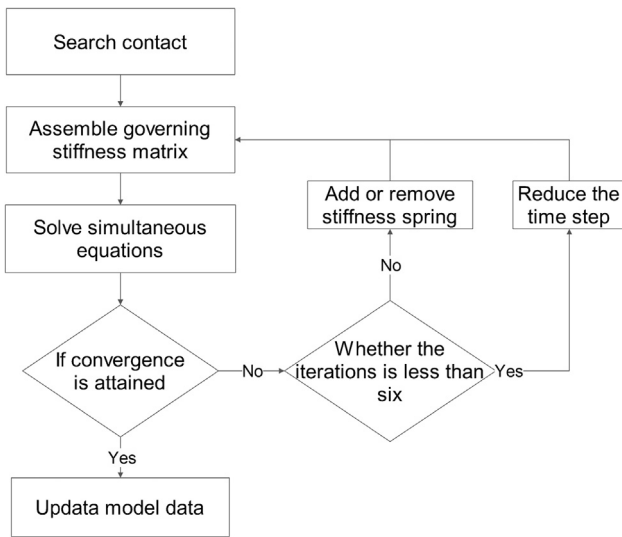 Search contact
Assemble governing
stiffness matrix
Solve simultaneous
equations
If convergence
is attained
No
Yes
Updata model data
Whether the
iterations is less than
six
No
Yes
Add or remove
stiffness spring
Reduce the
time step